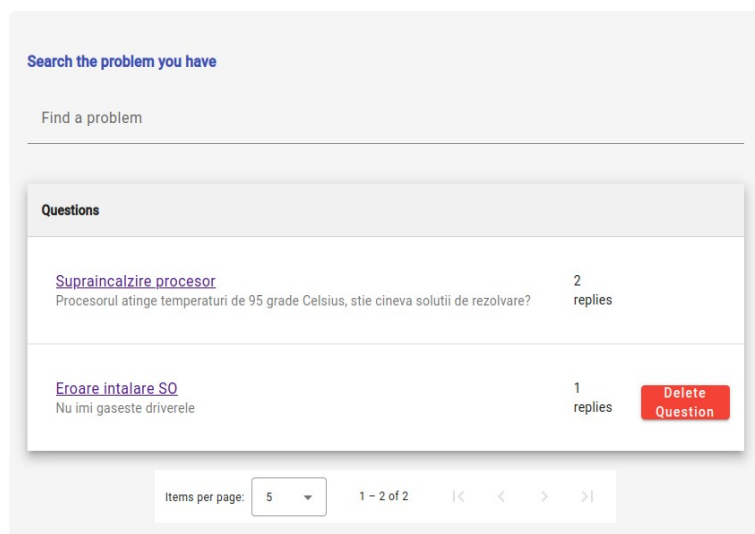 Search the problem you have
Find a problem
Questions
Supraincalzire procesor
Procesorul atinge temperaturi de 95 grade Celsius, stie cineva solutii de rezolvare?
2
replies
Eroare intalare SO
Nu imi gaseste driverele
1
replies
Delete
Question
Items per page: 5 1 – 2 of 2